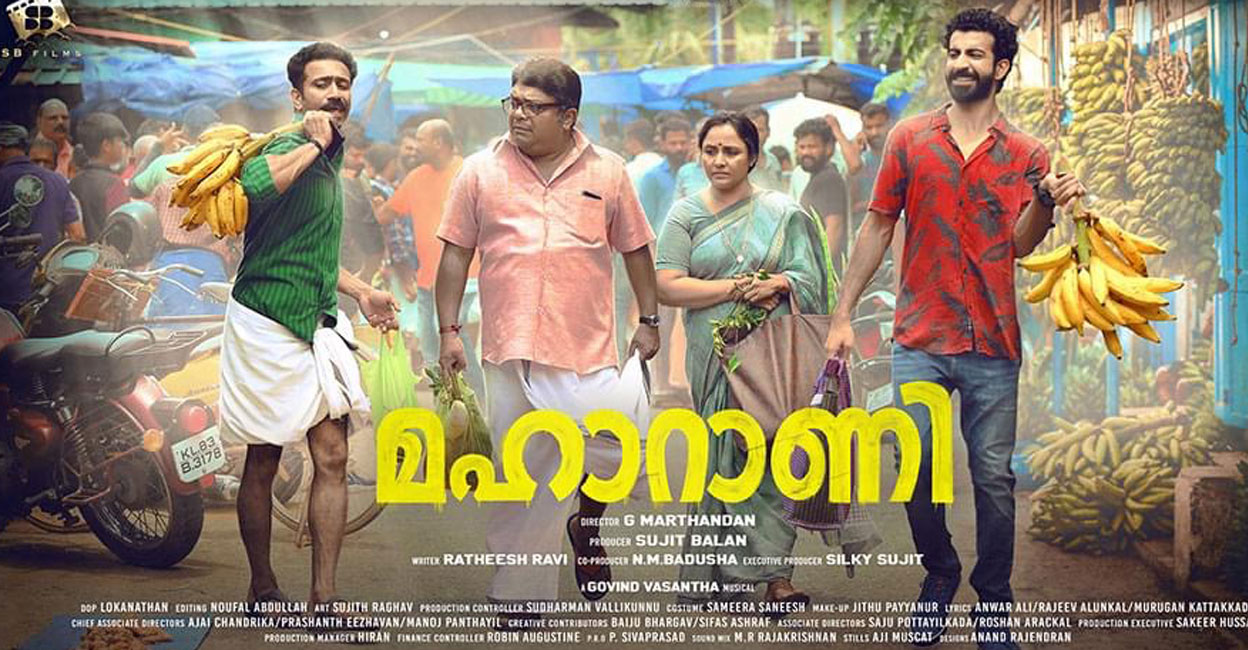 SB
SB FILMS
KL 83
B.3178
മഹാറാണി
DIRECTOR G MARTHANDAN
PRODUCER SUJIT BALAN
WRITER RATHEESH RAVI CO-PRODUCER N.M.BADUSHA EXECUTIVE PRODUCER SILKY SUJIT
A GOVIND VASANTHA MUSICAL
DOP LOKANATHAN EDITING NOUFAL ABDULLAH ART SUJITH RAGHAV PRODUCTION CONTROLLER SUDHARMAN VALLIKUNNU COSTUME SAMEERA SANEESH MAKE-UP JITHU PAYYANUR LYRICS ANWAR ALI/RAJEEV ALUNKAL/MURUGAN KATTAKKAD
CHIEF ASSOCIATE DIRECTORS AJAI CHANDRIKA/PRASHANTH EEZHAVAN/MANOJ PANTHAYIL CREATIVE CONTRIBUTORS BAIJU BHARGAV/SIFAS ASHRAF ASSOCIATE DIRECTORS SAJU POTTAYILKADA/ROSHAN ARACKAL PRODUCTION EXECUTIVE SAKEER HUSSA
PRODUCTION MANAGER HIRAN FINANCE CONTROLLER ROBIN AUGUSTINE P.R.O P. SIVAPRASAD SOUND MIX M.R RAJAKRISHNAN STILLS AJI MUSCAT DESIGNS ANAND RAJENDRAN